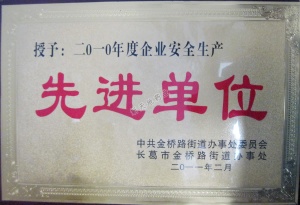 授予：二〇一〇年度企业安全生产
先进单位
中共金桥路街道办事处委员会
长葛市金桥路街道办事处
二〇一一年二月